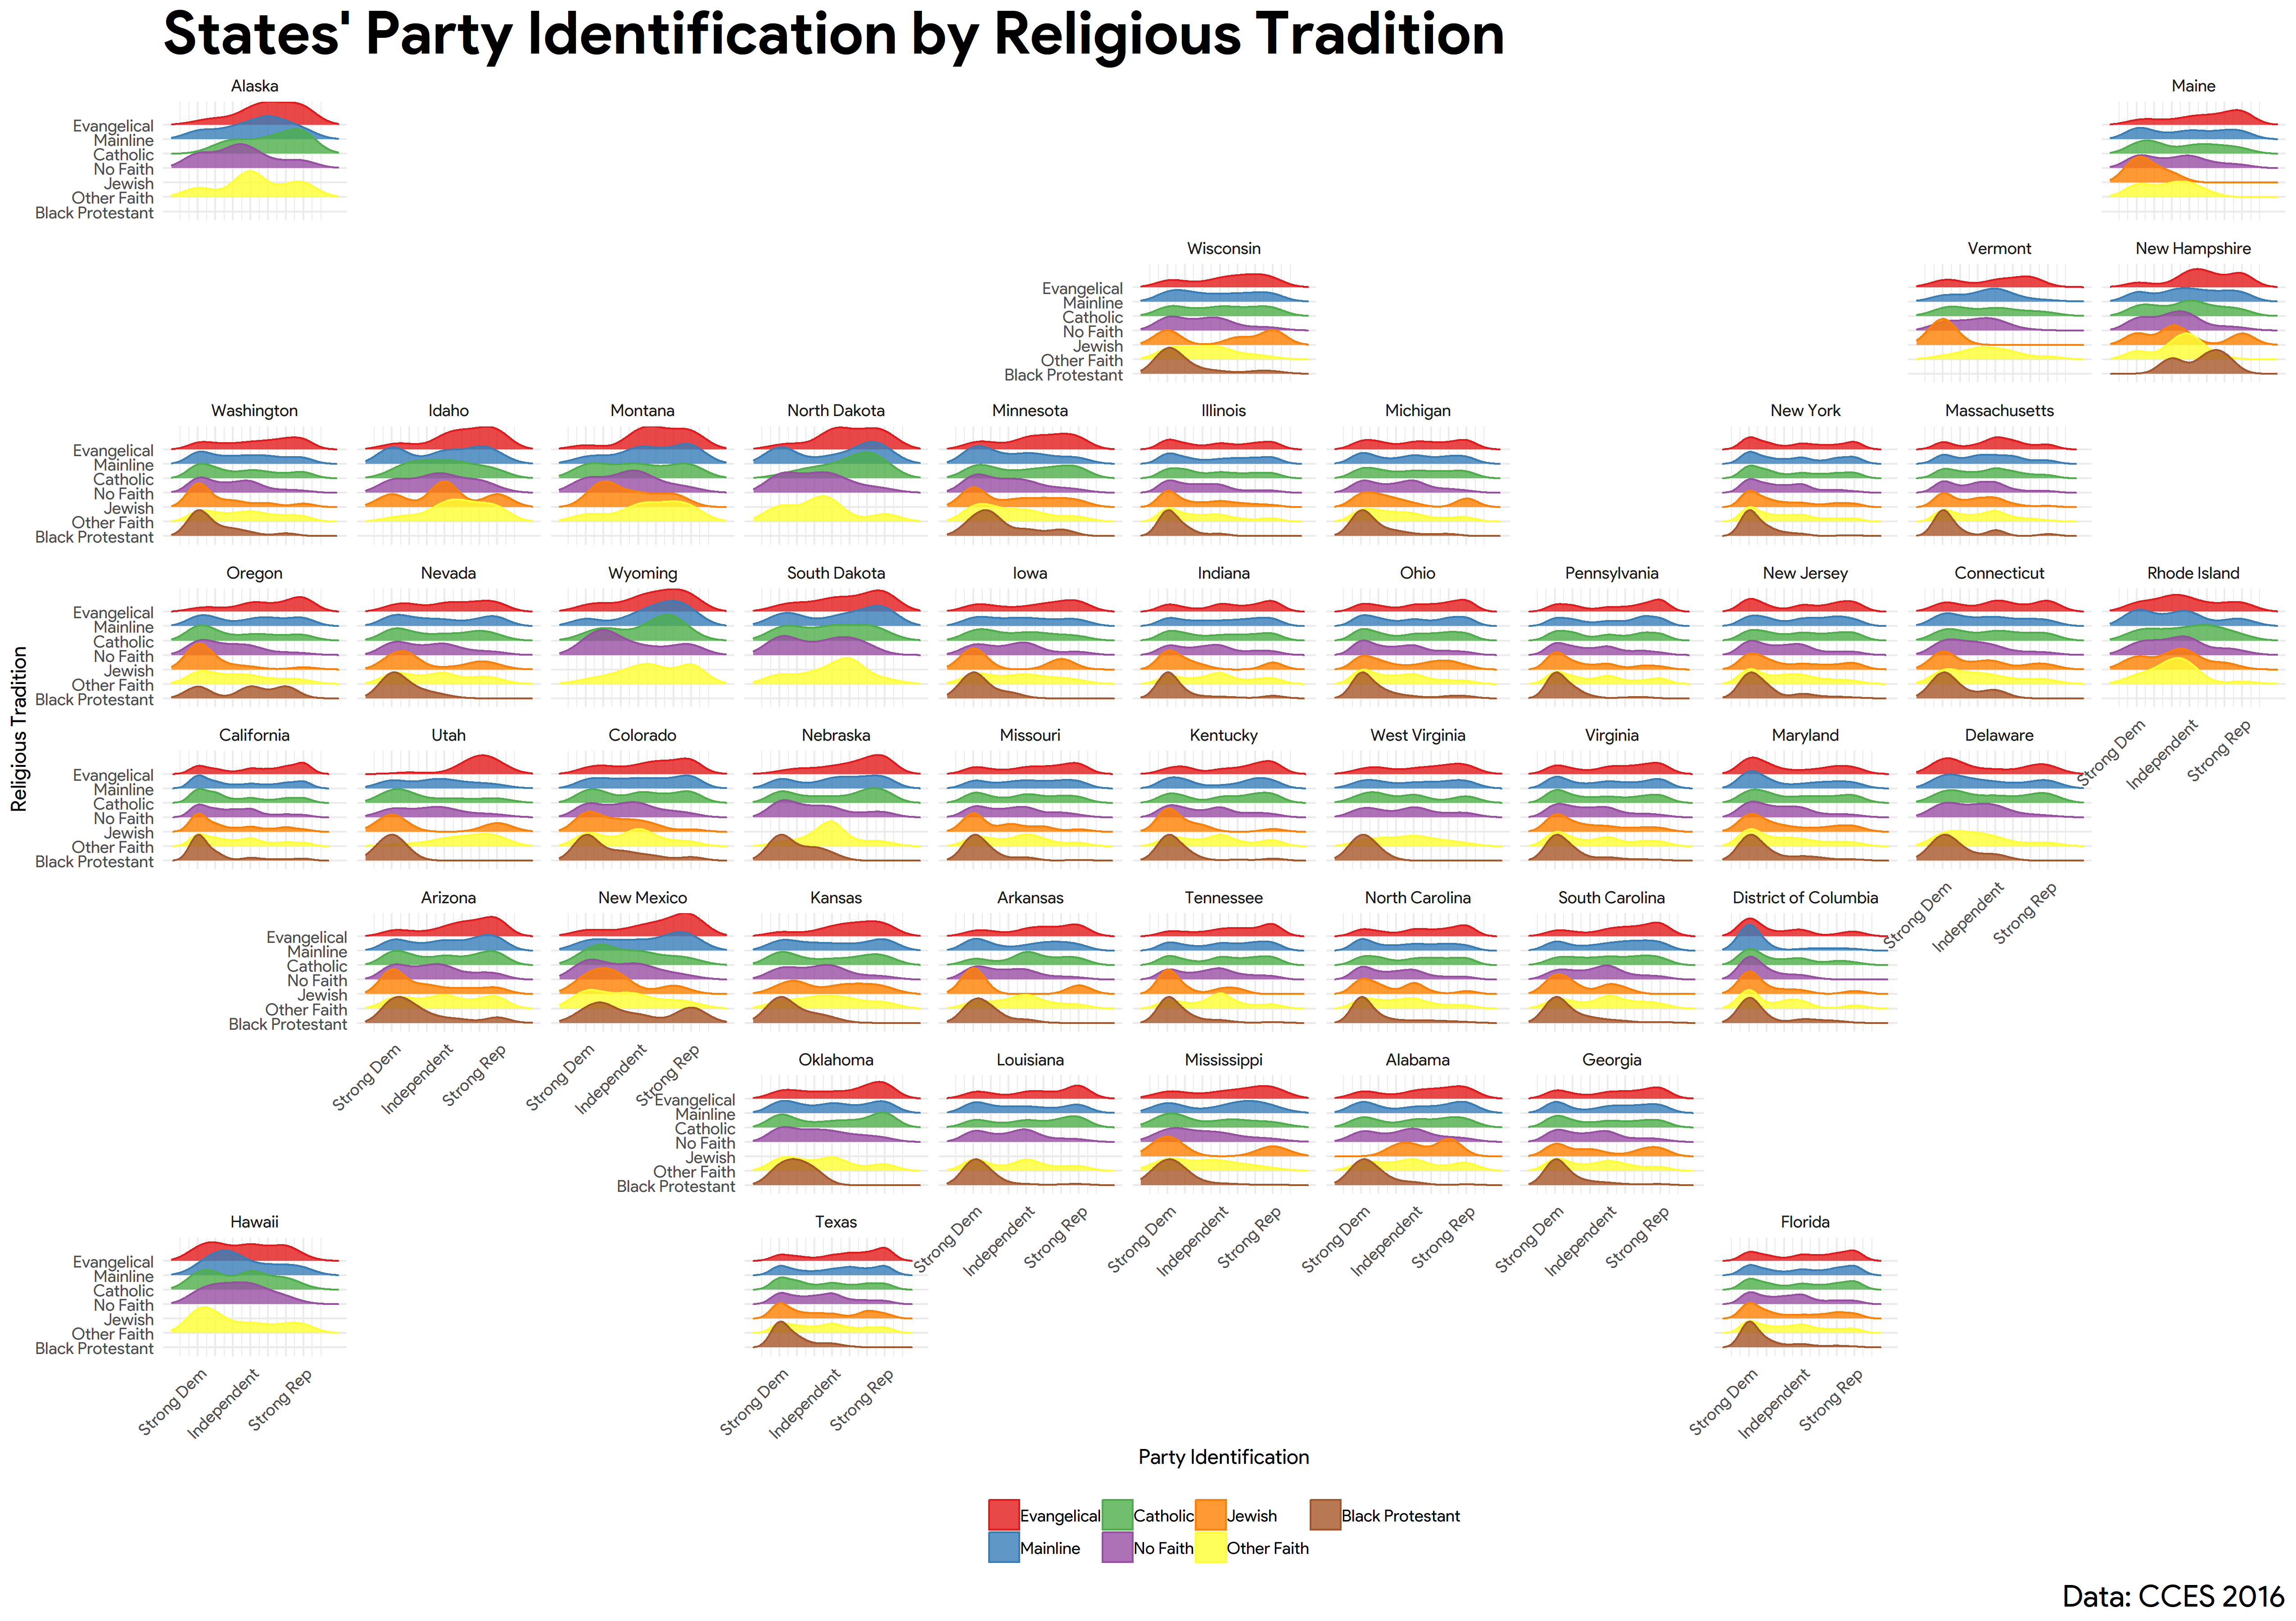 States' Party Identification by Religious Tradition
Alaska
Maine
Evangelical
Mainline
Catholic
No Faith
Jewish
Other Faith
Black Protestant
Wisconsin
Vermont
New Hampshire
Evangelical
Mainline
Catholic
No Faith
Jewish
Other Faith
Black Protestant
Washington
Idaho
Montana
North Dakota
Minnesota
Illinois
Michigan
New York
Massachusetts
Evangelical
Mainline
Catholic
No Faith
Jewish
Other Faith
Black Protestant
Oregon
Nevada
Wyoming
South Dakota
Iowa
Indiana
Ohio
Pennsylvania
New Jersey
Connecticut
Rhode Island
Evangelical
Mainline
Catholic
No Faith
Jewish
Other Faith
Black Protestant
Strong Dem
Independent
Strong Rep
Religious Tradition
California
Utah
Colorado
Nebraska
Missouri
Kentucky
West Virginia
Virginia
Maryland
Delaware
Evangelical
Mainline
Catholic
No Faith
Jewish
Other Faith
Black Protestant
Strong Dem
Independent
Strong Rep
Arizona
New Mexico
Kansas
Arkansas
Tennessee
North Carolina
South Carolina
District of Columbia
Evangelical
Mainline
Catholic
No Faith
Jewish
Other Faith
Black Protestant
Strong Dem
Independent
Strong Rep
Strong Dem
Independent
Strong Rep
Oklahoma
Louisiana
Mississippi
Alabama
Georgia
Evangelical
Mainline
Catholic
No Faith
Jewish
Other Faith
Black Protestant
Strong Dem
Independent
Strong Rep
Strong Dem
Independent
Strong Rep
Strong Dem
Independent
Strong Rep
Strong Dem
Independent
Strong Rep
Hawaii
Texas
Florida
Evangelical
Mainline
Catholic
No Faith
Jewish
Other Faith
Black Protestant
Strong Dem
Independent
Strong Rep
Strong Dem
Independent
Strong Rep
Strong Dem
Independent
Strong Rep
Party Identification
Evangelical
Catholic
Jewish
Black Protestant
Mainline
No Faith
Other Faith
Data: CCES 2016